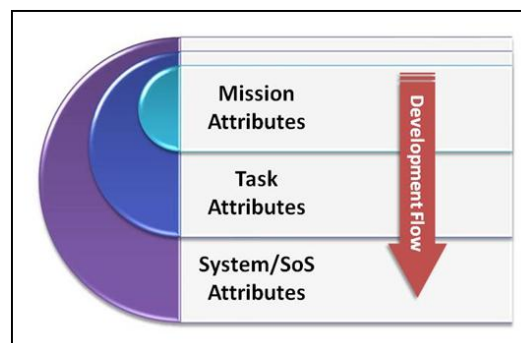 Mission
Attributes
Task
Attributes
System/SoS
Attributes
Development Flow